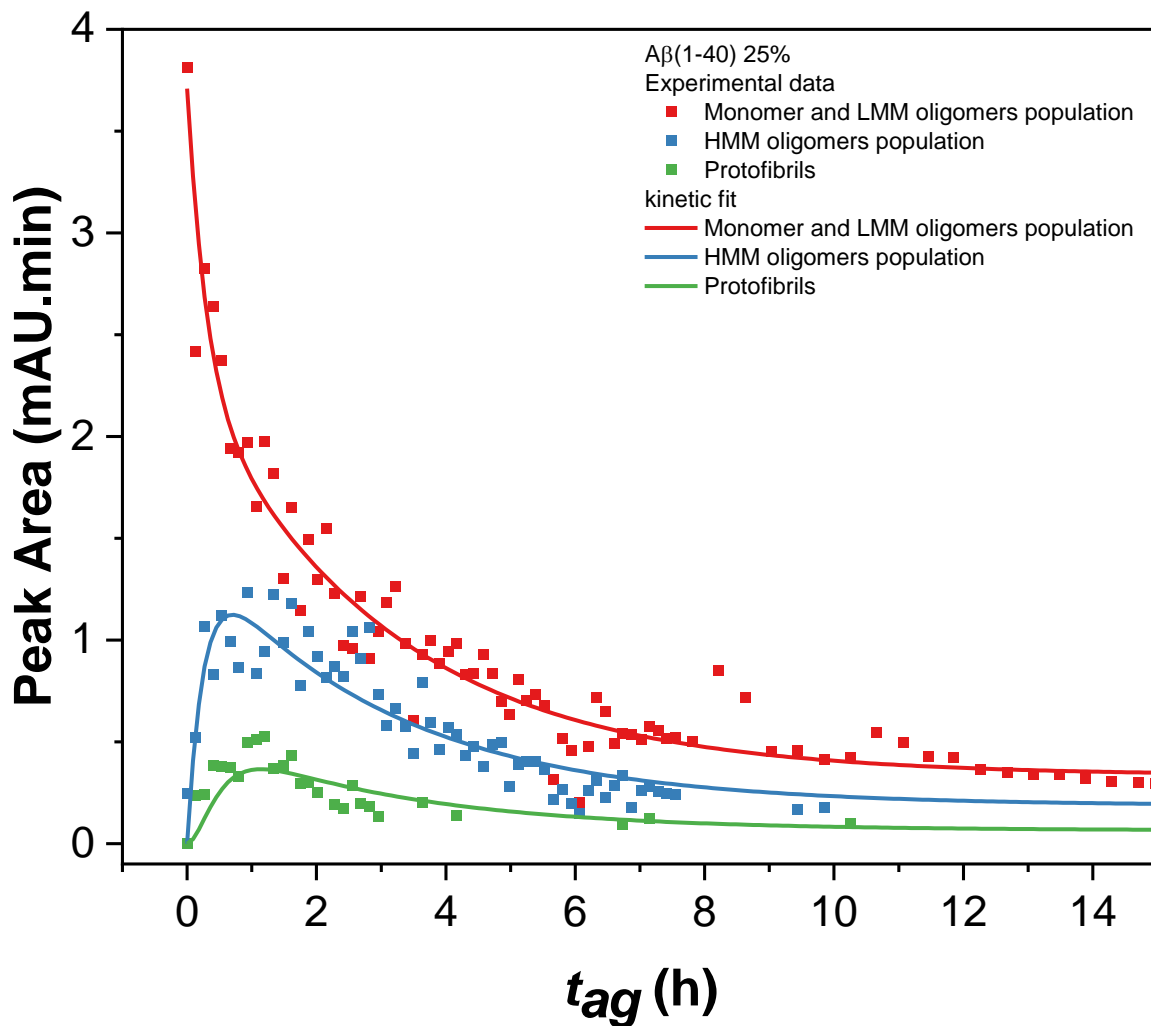 4
3
2
1
0
Peak Area (mAU.min)
Aβ(1-40) 25%
Experimental data
Monomer and LMM oligomers population
HMM oligomers population
Protofibrils
kinetic fit
Monomer and LMM oligomers population
HMM oligomers population
Protofibrils
0 2 4 6 8 10 12 14
tag (h)